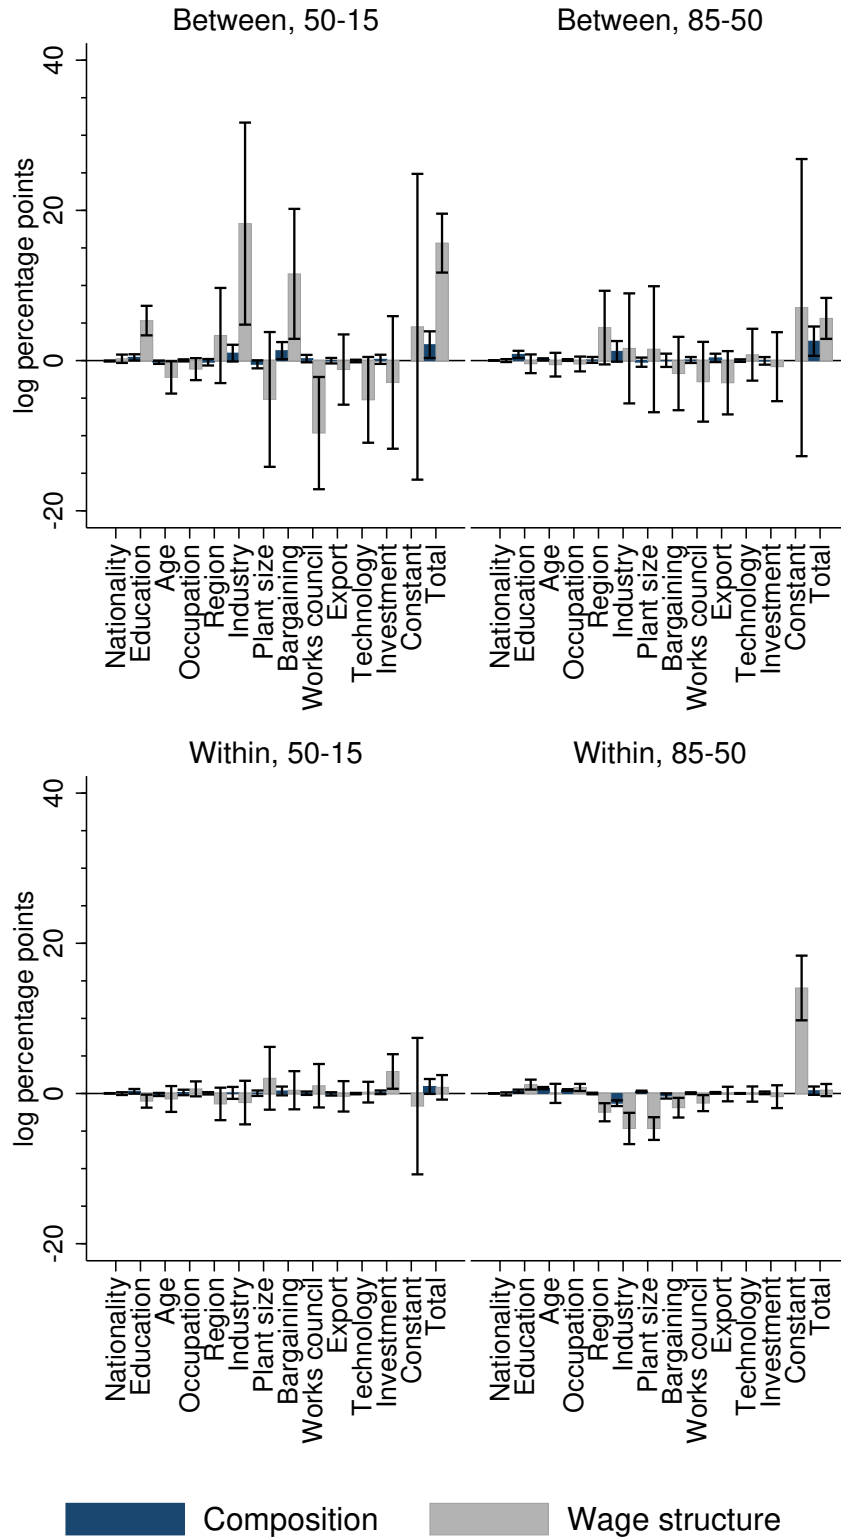 Between, 50-15
Between, 85-50
log percentage points
40
20
0
-20
Nationality
Education
Age
Occupation
Region
Industry
Plant size
Bargaining
Works council
Export
Technology
Investment
Constant
Total
Nationality
Education
Age
Occupation
Region
Industry
Plant size
Bargaining
Works council
Export
Technology
Investment
Constant
Total
Within, 50-15
Within, 85-50
log percentage points
40
20
0
-20
Nationality
Education
Age
Occupation
Region
Industry
Plant size
Bargaining
Works council
Export
Technology
Investment
Constant
Total
Nationality
Education
Age
Occupation
Region
Industry
Plant size
Bargaining
Works council
Export
Technology
Investment
Constant
Total
Composition
Wage structure